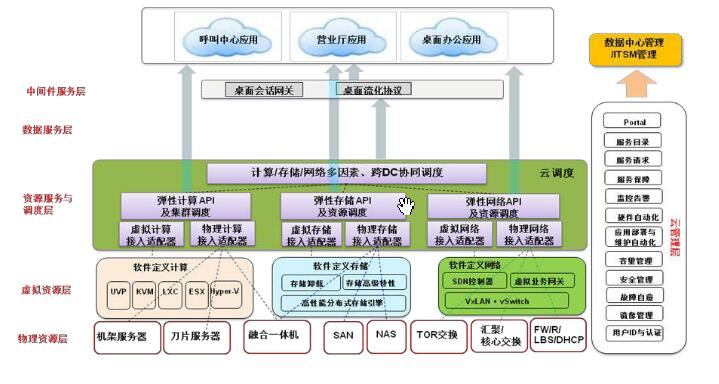 呼叫中心应用
营业厅应用
桌面办公应用
数据中心管理
/ITSM管理
中间件服务层
桌面会话网关
桌面流化协议
数据服务层
计算/存储/网络多因素、跨DC协同调度
云调度
资源服务与
调度层
弹性计算API
及集群调度
弹性存储API
及资源调度
弹性网络API
及资源调度
虚拟计算
接入适配器
物理计算
接入适配器
虚拟存储
接入适配器
物理存储
接入适配器
虚拟网络
接入适配器
物理网络
接入适配器
虚拟资源层
软件定义计算
UVP
KVM
LXC
ESX
Hyper-V
软件定义存储
存储卸载
存储高级特性
高性能分布式存储引擎
软件定义网络
SDN控制器
虚拟业务网关
VxLAN + vSwitch
物理资源层
机架服务器
刀片服务器
融合一体机
SAN
NAS
TOR交换
汇聚/
核心交换
FW/R/
LBS/DHCP
Portal
服务目录
服务请求
服务保障
监控告警
硬件自动化
应用部署与
维护自动化
容量管理
安全管理
故障自愈
镜像管理
用户ID与认证
云管理层